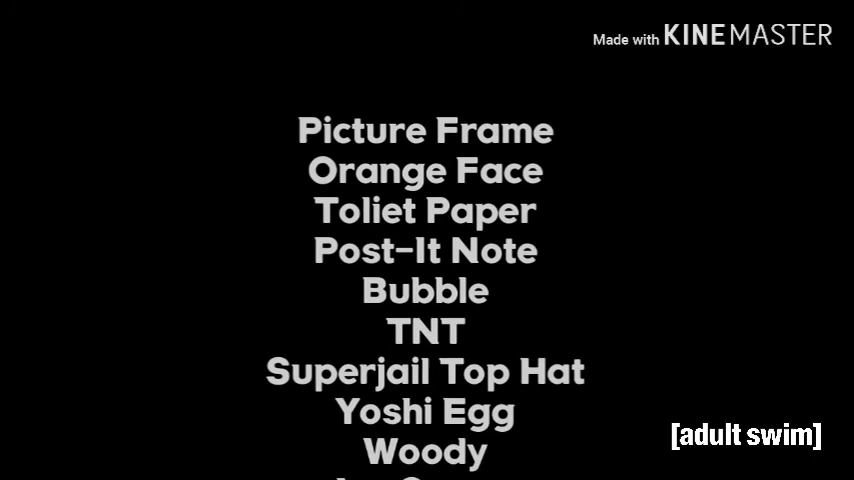 Made with KINEMASTER
Picture Frame
Orange Face
Toliet Paper
Post-It Note
Bubble
TNT
Superjail Top Hat
Yoshi Egg
Woody
[adult swim]